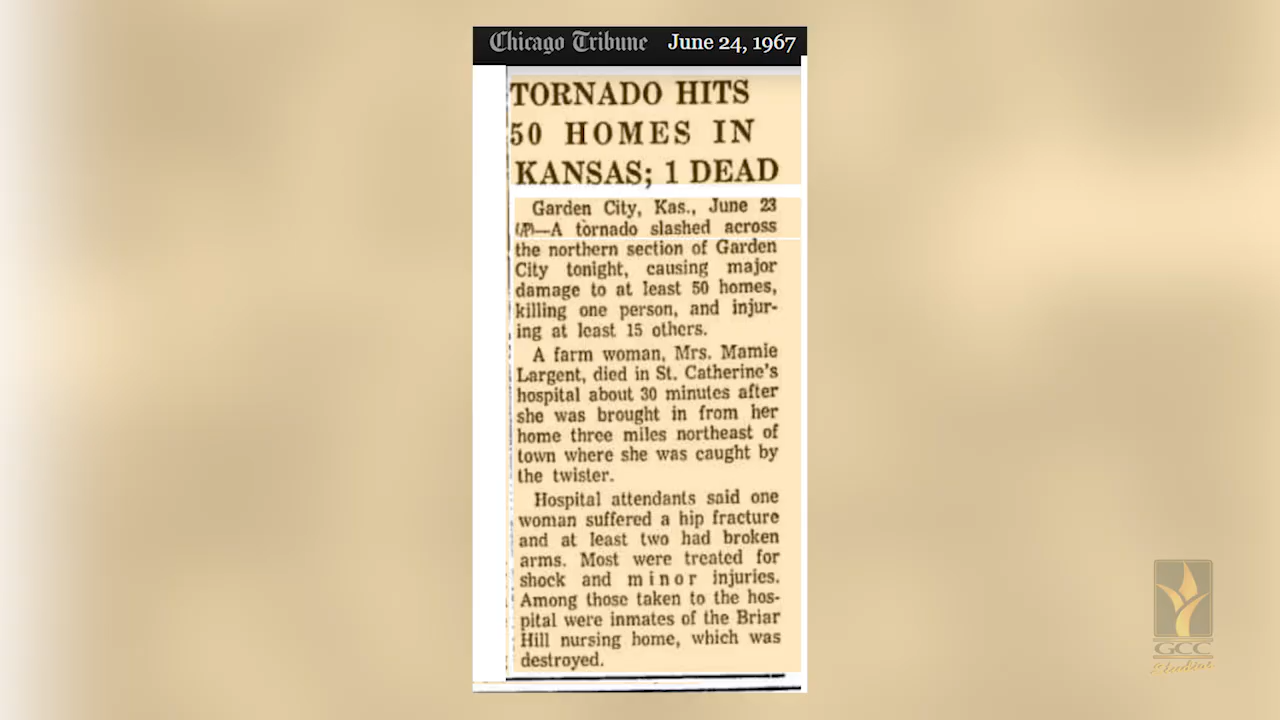 Chicago Tribune June 24, 1967
TORNADO HITS
50 HOMES IN
KANSAS; 1 DEAD
Garden City, Kas., June 23
(AP)—A tornado slashed across
the northern section of Garden
City tonight, causing major
damage to at least 50 homes,
killing one person, and injur-
ing at least 15 others.
A farm woman, Mrs. Mamie
Largent, died in St. Catherine's
hospital about 30 minutes after
she was brought in from her
home three miles northeast of
town where she was caught by
the twister.
Hospital attendants said one
woman suffered a hip fracture
and at least two had broken
arms. Most were treated for
shock and minor injuries.
Among those taken to the hos-
pital were inmates of the Briar
Hill nursing home, which was
destroyed.
GCC
Studios